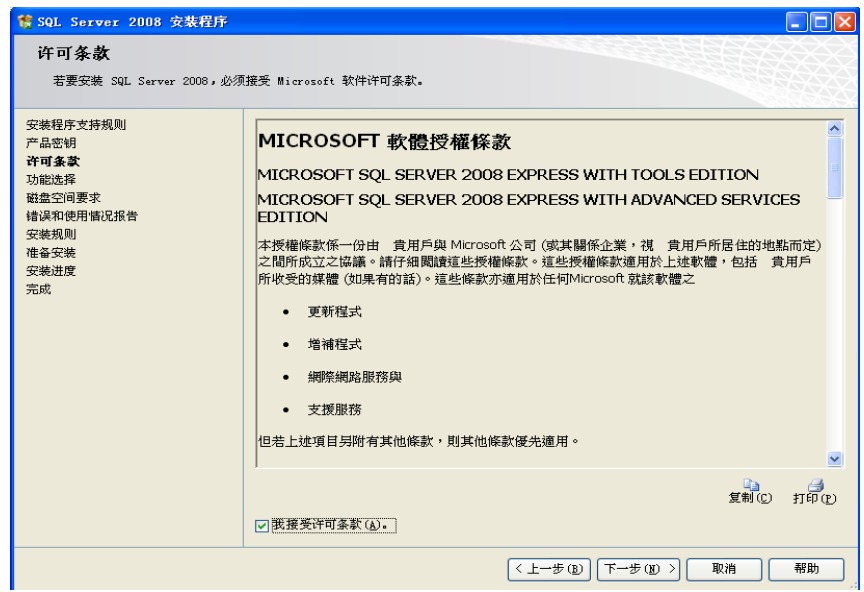 SQL Server 2008 安装程序
许可条款
若要安装 SQL Server 2008，必须接受 Microsoft 软件许可条款。
安装程序支持规则
产品密钥
许可条款
功能选择
磁盘空间要求
错误和使用情况报告
安装规则
准备安装
安装进度
完成
MICROSOFT 軟體授權條款
MICROSOFT SQL SERVER 2008 EXPRESS WITH TOOLS EDITION
MICROSOFT SQL SERVER 2008 EXPRESS WITH ADVANCED SERVICES
EDITION
本授權條款係一份由　貴用戶與 Microsoft 公司 (或其關係企業，視　貴用戶所居住的地點而定)
之間所成立之協議。請仔細閱讀這些授權條款。這些授權條款適用於上述軟體，包括　貴用戶
所收受的媒體 (如果有的話)。這些條款亦適用於任何Microsoft 就該軟體之
• 更新程式
• 增補程式
• 網際網路服務與
• 支援服務
但若上述項目另附有其他條款，則其他條款優先適用。
复制(C) 打印(P)
我接受许可条款(A)。
< 上一步(B) 下一步(N) > 取消 帮助